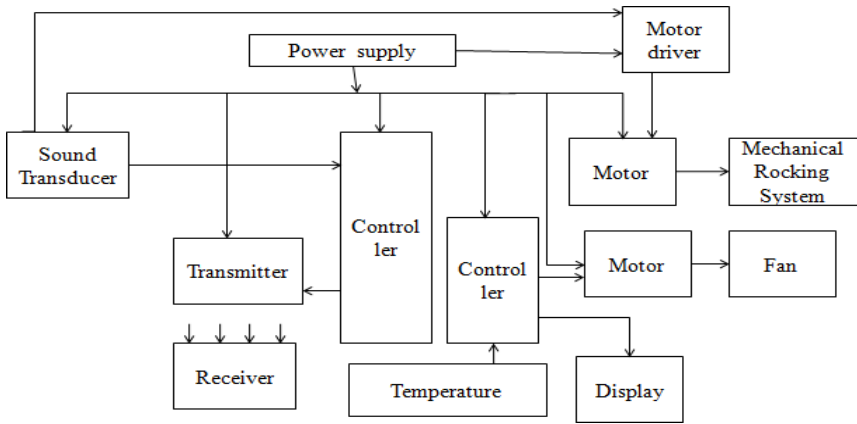 Motor
driver
Power supply
Sound
Transducer
Control
ler
Motor
Mechanical
Rocking
System
Transmitter
Control
ler
Motor
Fan
Receiver
Temperature
Display